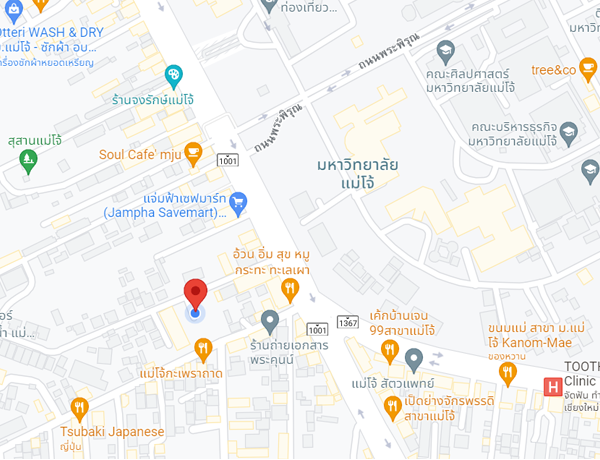 ท่องเที่ยว...
Otteri WASH & DRY
ม.แม่โจ้ - ซักผ้า อบ...
เครื่องซักผ้าหยอดเหรียญ
ร้านจงรักษ์แม่โจ้
สุสานแม่โจ้
Soul Cafe' mju
1001
ถนนพระพิรุณ
ถนนพระพิรุณ
คณะศิลปศาสตร์
มหาวิทยาลัยแม่โจ้
tree&co
คณะบริหารธุรกิจ
มหาวิทยาลัยแม่โจ้
มหาวิทยาลัย
แม่โจ้
แจ่มฟ้าเซฟมาร์ท
(Jampha Savemart)...
อ้วน อิ่ม สุข หมู
กระทะ ทะเลเผา
1001
1367
ร้านถ่ายเอกสาร
พระคุนน์
เค้กบ้านเจน
99สาขาแม่โจ้
ขนมแม่ สาขา ม.แม่
โจ้ Kanom-Mae
ของหวาน
แม่โจ้กะเพราถาด
แม่โจ้ สัตวแพทย์
เป็ดย่างจักรพรรดิ
สาขาแม่โจ้
Tsubaki Japanese
ญี่ปุ่น
TOOTH
Clinic
จัดฟัน ทำ
เชียงใหม่